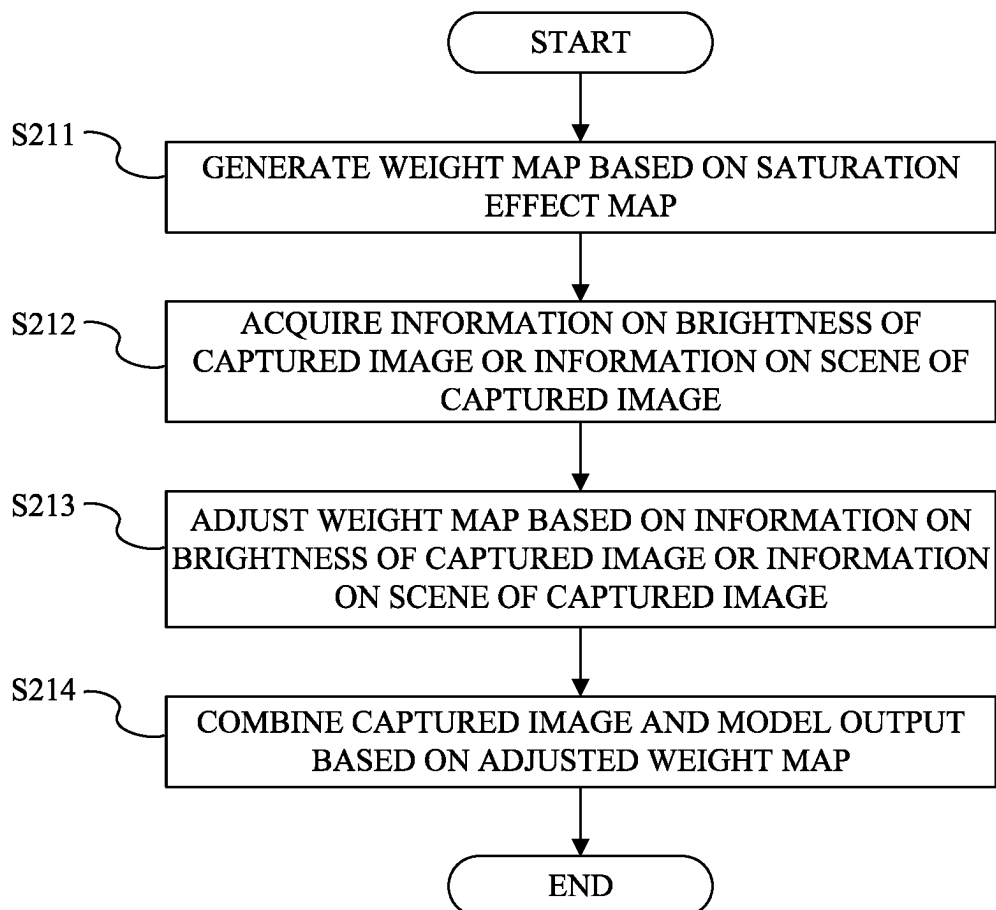 START
S211
GENERATE WEIGHT MAP BASED ON SATURATION
EFFECT MAP
S212
ACQUIRE INFORMATION ON BRIGHTNESS OF
CAPTURED IMAGE OR INFORMATION ON SCENE OF
CAPTURED IMAGE
S213
ADJUST WEIGHT MAP BASED ON INFORMATION ON
BRIGHTNESS OF CAPTURED IMAGE OR INFORMATION
ON SCENE OF CAPTURED IMAGE
S214
COMBINE CAPTURED IMAGE AND MODEL OUTPUT
BASED ON ADJUSTED WEIGHT MAP
END